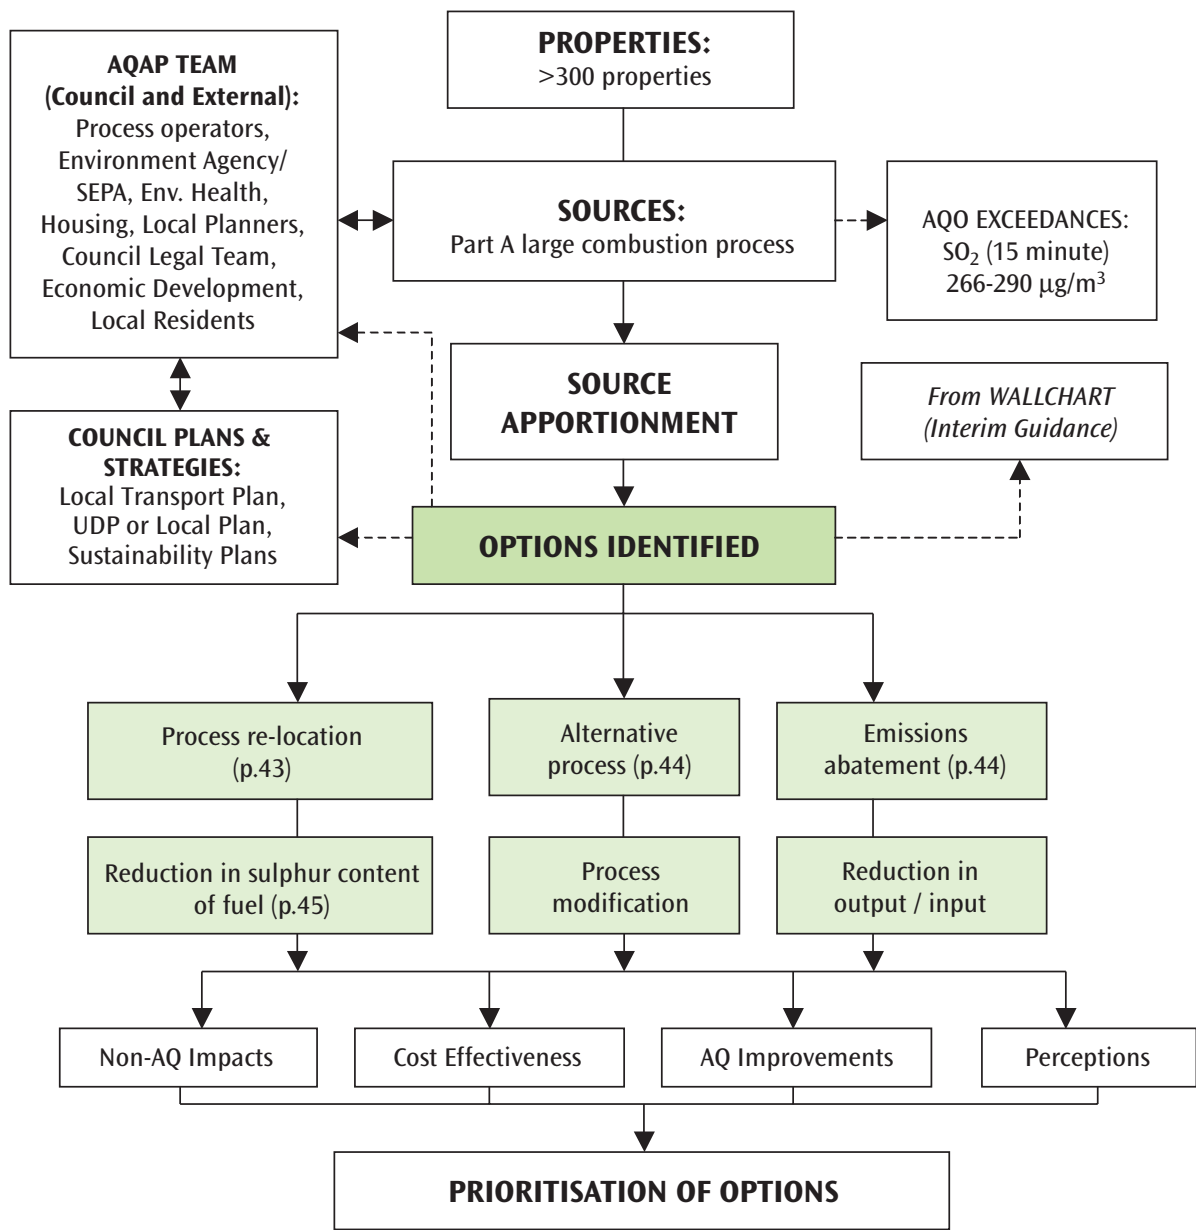 PROPERTIES:
>300 properties
AQAP TEAM
(Council and External):
Process operators,
Environment Agency/
SEPA, Env. Health,
Housing, Local Planners,
Council Legal Team,
Economic Development,
Local Residents
SOURCES:
Part A large combustion process
AQO EXCEEDANCES:
SO₂ (15 minute)
266-290 µg/m³
SOURCE
APPORTIONMENT
From WALLCHART
(Interim Guidance)
COUNCIL PLANS &
STRATEGIES:
Local Transport Plan,
UDP or Local Plan,
Sustainability Plans
OPTIONS IDENTIFIED
Process re-location
(p.43)
Alternative
process (p.44)
Emissions
abatement (p.44)
Reduction in sulphur content
of fuel (p.45)
Process
modification
Reduction in
output / input
Non-AQ Impacts
Cost Effectiveness
AQ Improvements
Perceptions
PRIORITISATION OF OPTIONS